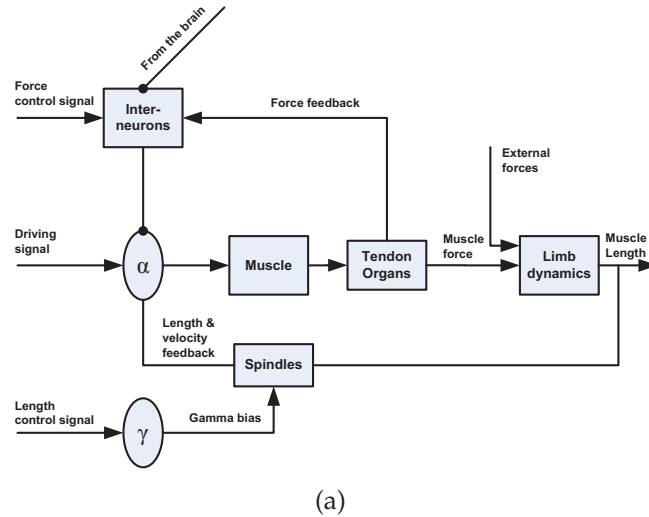 From the brain
Force
control signal
Inter-
neurons
Force feedback
External
forces
Driving
signal
α
Muscle
Tendon
Organs
Muscle
force
Limb
dynamics
Muscle
Length
Length &
velocity
feedback
Spindles
Length
control signal
γ
Gamma bias
(a)